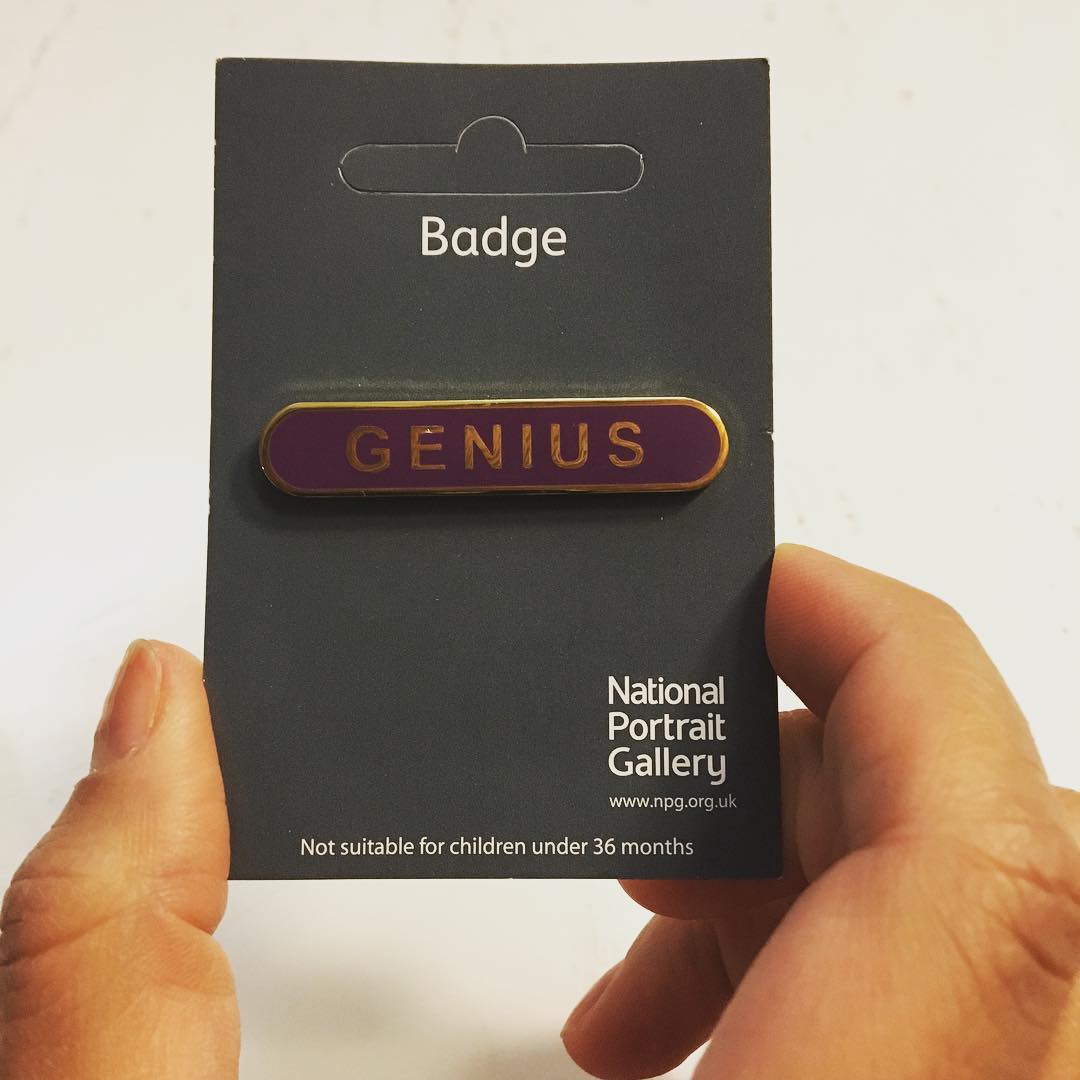 Badge
GENIUS
National
Portrait
Gallery
www.npg.org.uk
Not suitable for children under 36 months